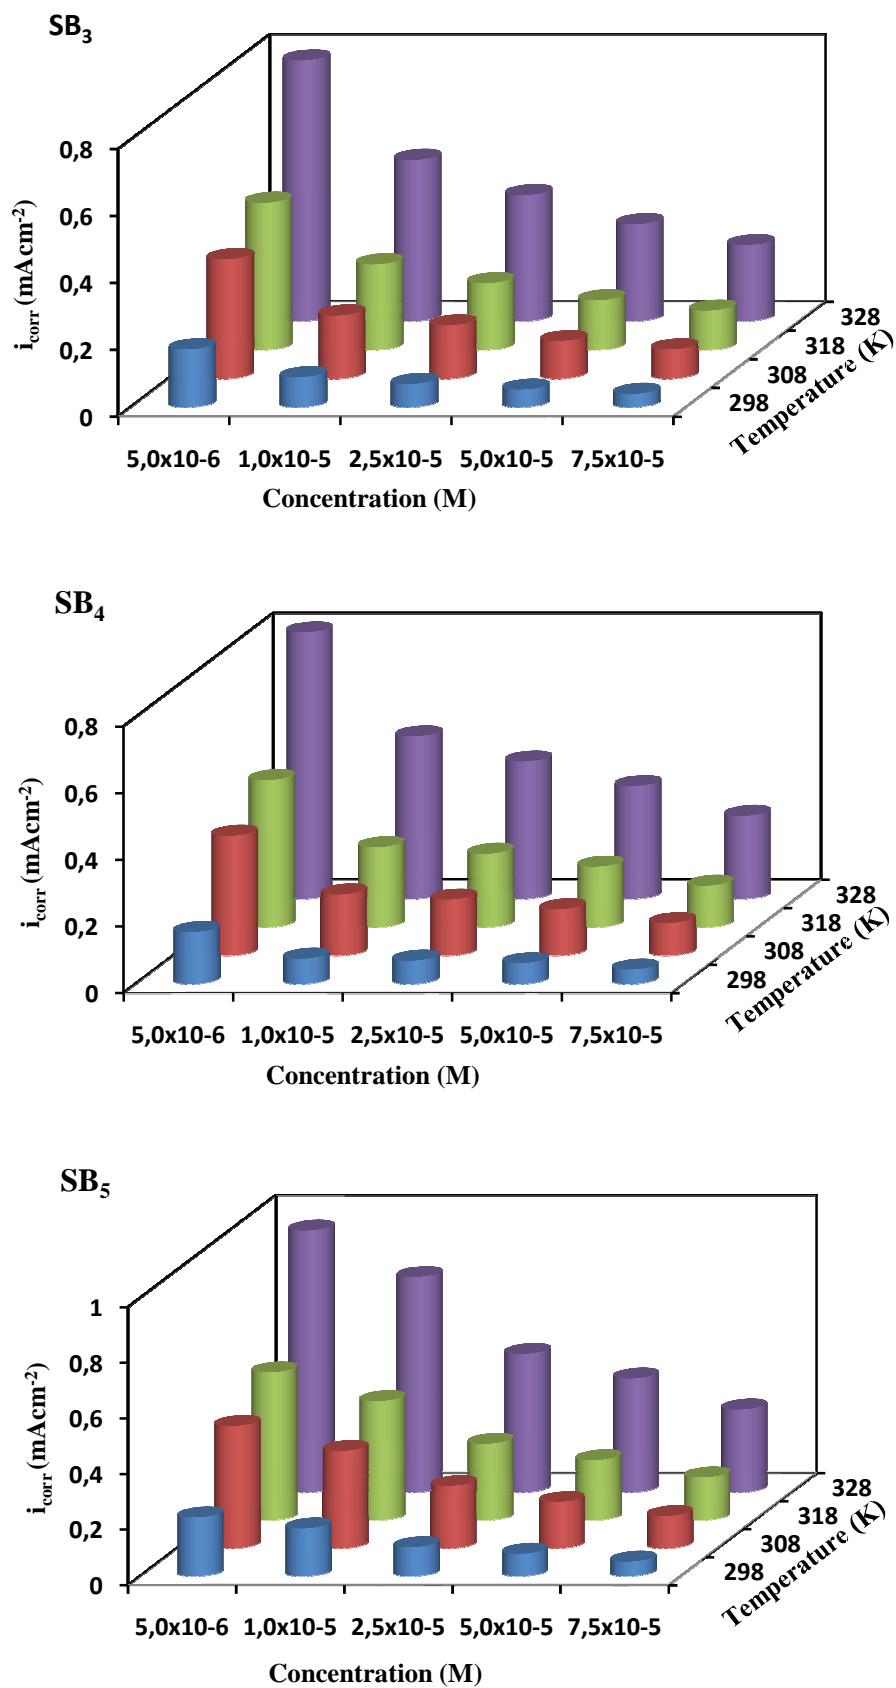 SB3
0,8
0,6
0,4
0,2
0
icorr (mAcm-2)
5,0x10-6 1,0x10-5 2,5x10-5 5,0x10-5 7,5x10-5
Concentration (M)
298
308
318
328
Temperature (K)
SB4
0,8
0,6
0,4
0,2
0
icorr (mAcm-2)
5,0x10-6 1,0x10-5 2,5x10-5 5,0x10-5 7,5x10-5
Concentration (M)
298
308
318
328
Temperature (K)
SB5
1
0,8
0,6
0,4
0,2
0
icorr (mAcm-2)
5,0x10-6 1,0x10-5 2,5x10-5 5,0x10-5 7,5x10-5
Concentration (M)
298
308
318
328
Temperature (K)